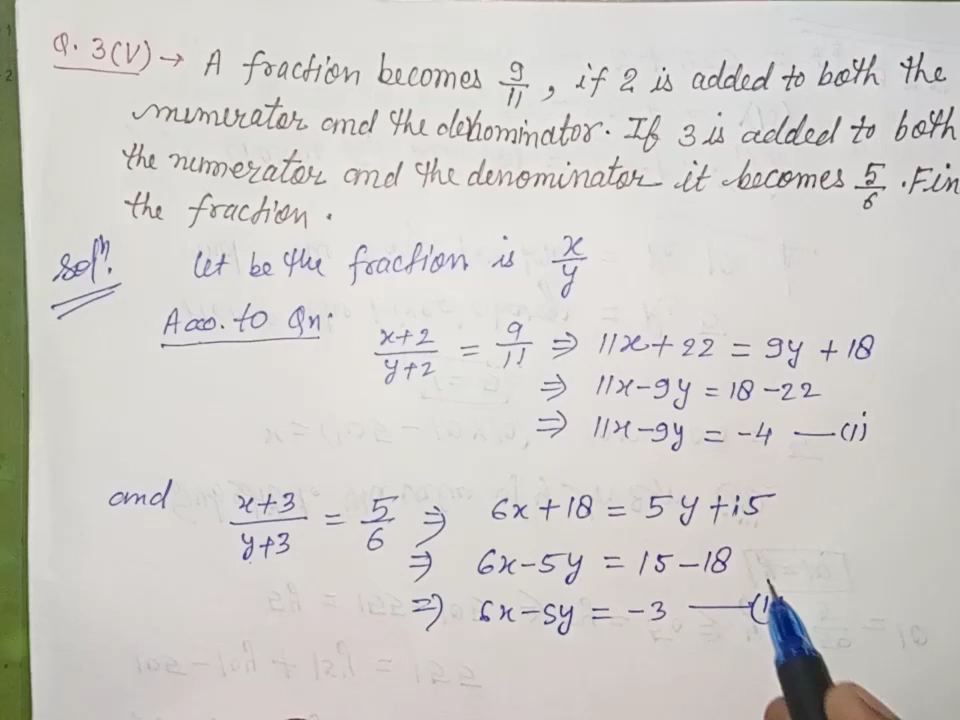 Q. 3(V) → A fraction becomes 9/11, if 2 is added to both the
numerator and the denominator. If 3 is added to both
the numerator and the denominator it becomes 5/6. Fin
the fraction.
Solⁿ. Let be the fraction is x/y
Acc. to Qn:
(x+2)/(y+2) = 9/11 ⇒ 11x+22 = 9y+18
⇒ 11x-9y = 18-22
⇒ 11x-9y = -4 —(i)
and (x+3)/(y+3) = 5/6 ⇒ 6x+18 = 5y+15
⇒ 6x-5y = 15-18
⇒ 6x-5y = -3 —(i